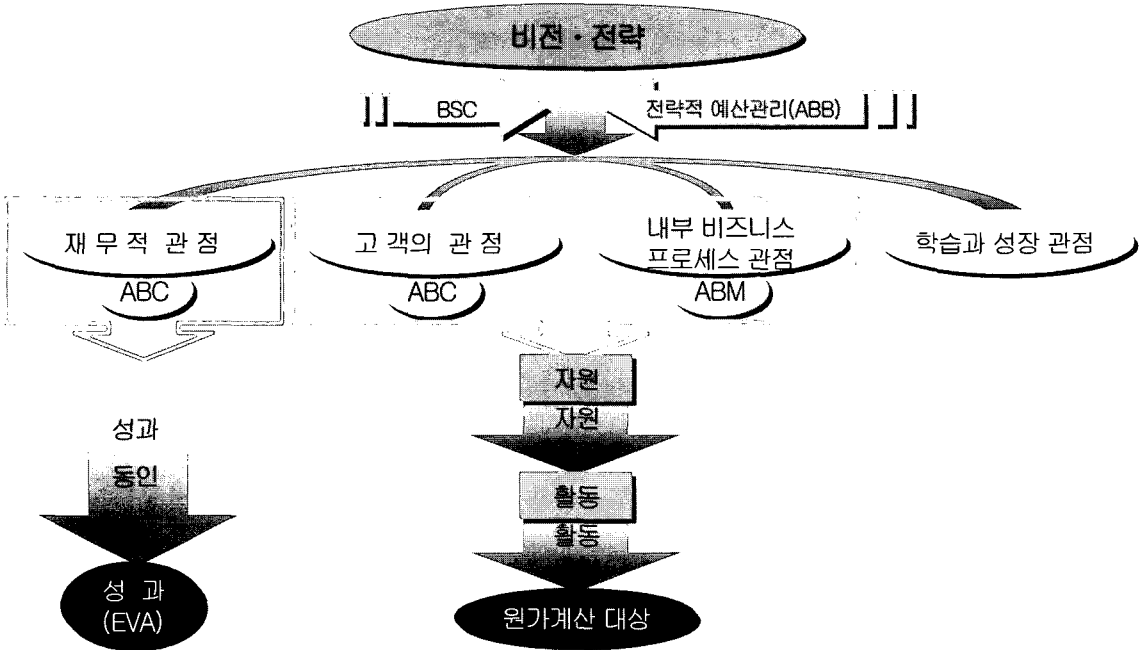 비전 · 전략
BSC
전략적 예산관리(ABB)
재무적 관점
고객의 관점
내부 비즈니스
프로세스 관점
학습과 성장 관점
ABC
ABC
ABM
자원
자원
성과
동인
활동
활동
성 과
(EVA)
원가계산 대상